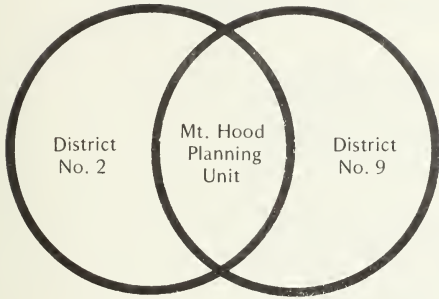 District
No. 2
Mt. Hood
Planning
Unit
District
No. 9